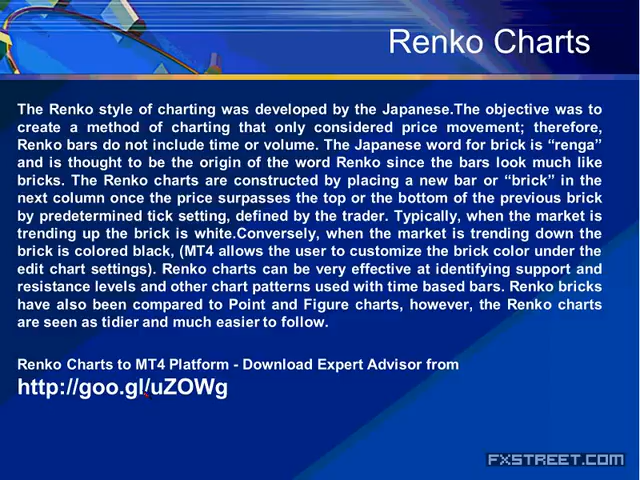 Renko Charts
The Renko style of charting was developed by the Japanese.The objective was to
create a method of charting that only considered price movement; therefore,
Renko bars do not include time or volume. The Japanese word for brick is “renga”
and is thought to be the origin of the word Renko since the bars look much like
bricks. The Renko charts are constructed by placing a new bar or “brick” in the
next column once the price surpasses the top or the bottom of the previous brick
by predetermined tick setting, defined by the trader. Typically, when the market is
trending up the brick is white.Conversely, when the market is trending down the
brick is colored black, (MT4 allows the user to customize the brick color under the
edit chart settings). Renko charts can be very effective at identifying support and
resistance levels and other chart patterns used with time based bars. Renko bricks
have also been compared to Point and Figure charts, however, the Renko charts
are seen as tidier and much easier to follow.
Renko Charts to MT4 Platform - Download Expert Advisor from
http://goo.gl/uZOWg
FXSTREET.COM